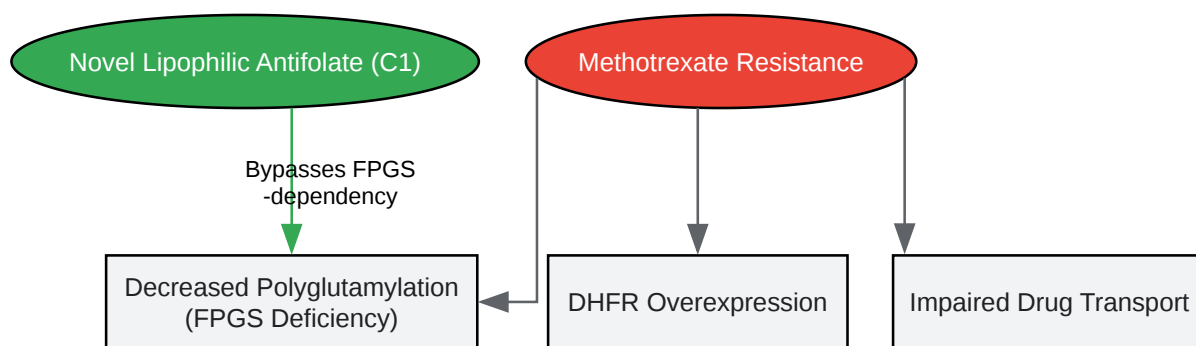 Novel Lipophilic Antifolate (C1)
Methotrexate Resistance
Bypasses FPGS
-dependency
Decreased Polyglutamylation
(FPGS Deficiency)
DHFR Overexpression
Impaired Drug Transport